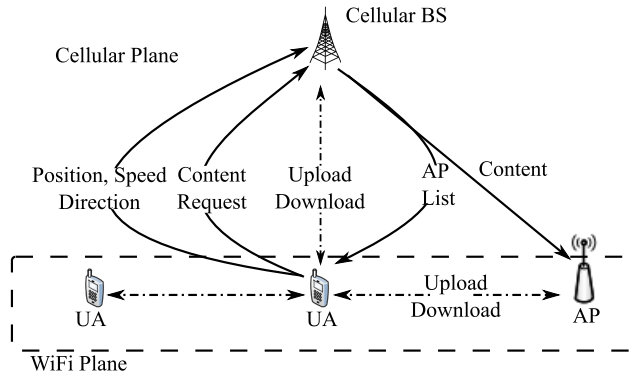 Cellular BS
Cellular Plane
Position, Speed
Direction
Content
Request
Upload
Download
AP
List
Content
Upload
Download
UA
UA
AP
WiFi Plane